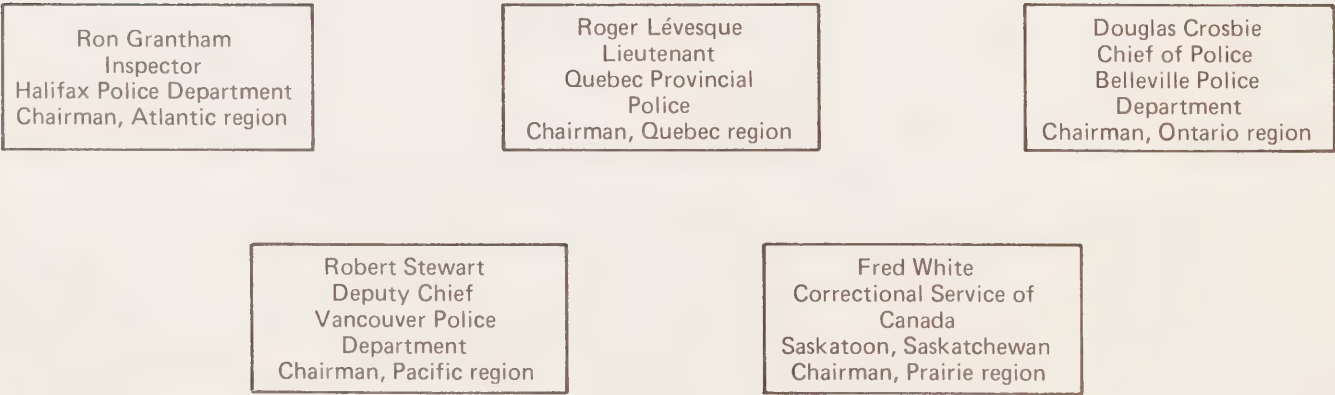 Ron Grantham
Inspector
Halifax Police Department
Chairman, Atlantic region
Roger Lévesque
Lieutenant
Quebec Provincial
Police
Chairman, Quebec region
Douglas Crosbie
Chief of Police
Belleville Police
Department
Chairman, Ontario region
Robert Stewart
Deputy Chief
Vancouver Police
Department
Chairman, Pacific region
Fred White
Correctional Service of
Canada
Saskatoon, Saskatchewan
Chairman, Prairie region